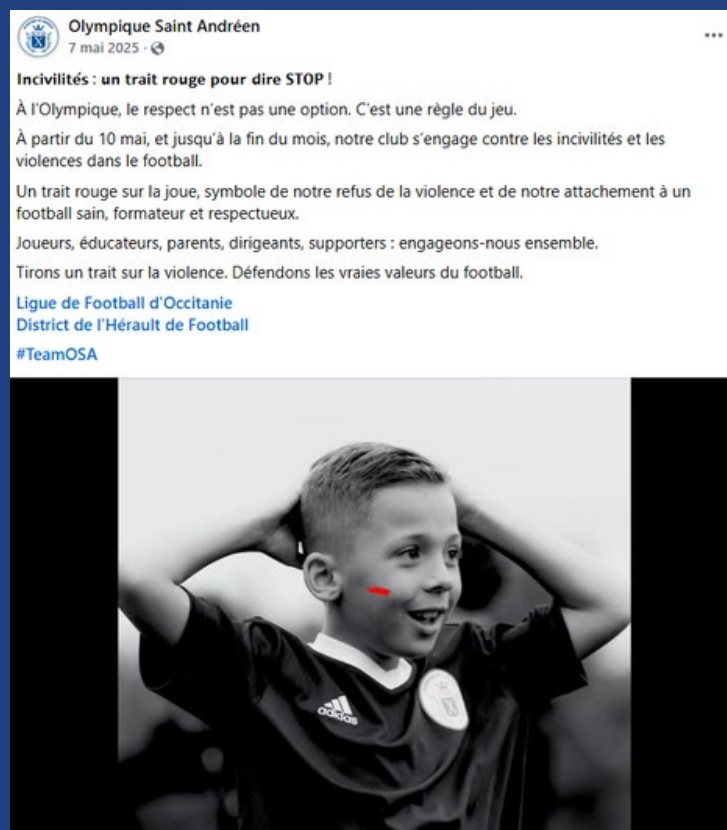 Olympique Saint Andréen
7 mai 2025 ·
Incivilités : un trait rouge pour dire STOP !
À l'Olympique, le respect n'est pas une option. C'est une règle du jeu.
À partir du 10 mai, et jusqu'à la fin du mois, notre club s'engage contre les incivilités et les
violences dans le football.
Un trait rouge sur la joue, symbole de notre refus de la violence et de notre attachement à un
football sain, formateur et respectueux.
Joueurs, éducateurs, parents, dirigeants, supporters : engageons-nous ensemble.
Tirons un trait sur la violence. Défendons les vraies valeurs du football.
Ligue de Football d'Occitanie
District de l'Hérault de Football
#TeamOSA
adidas